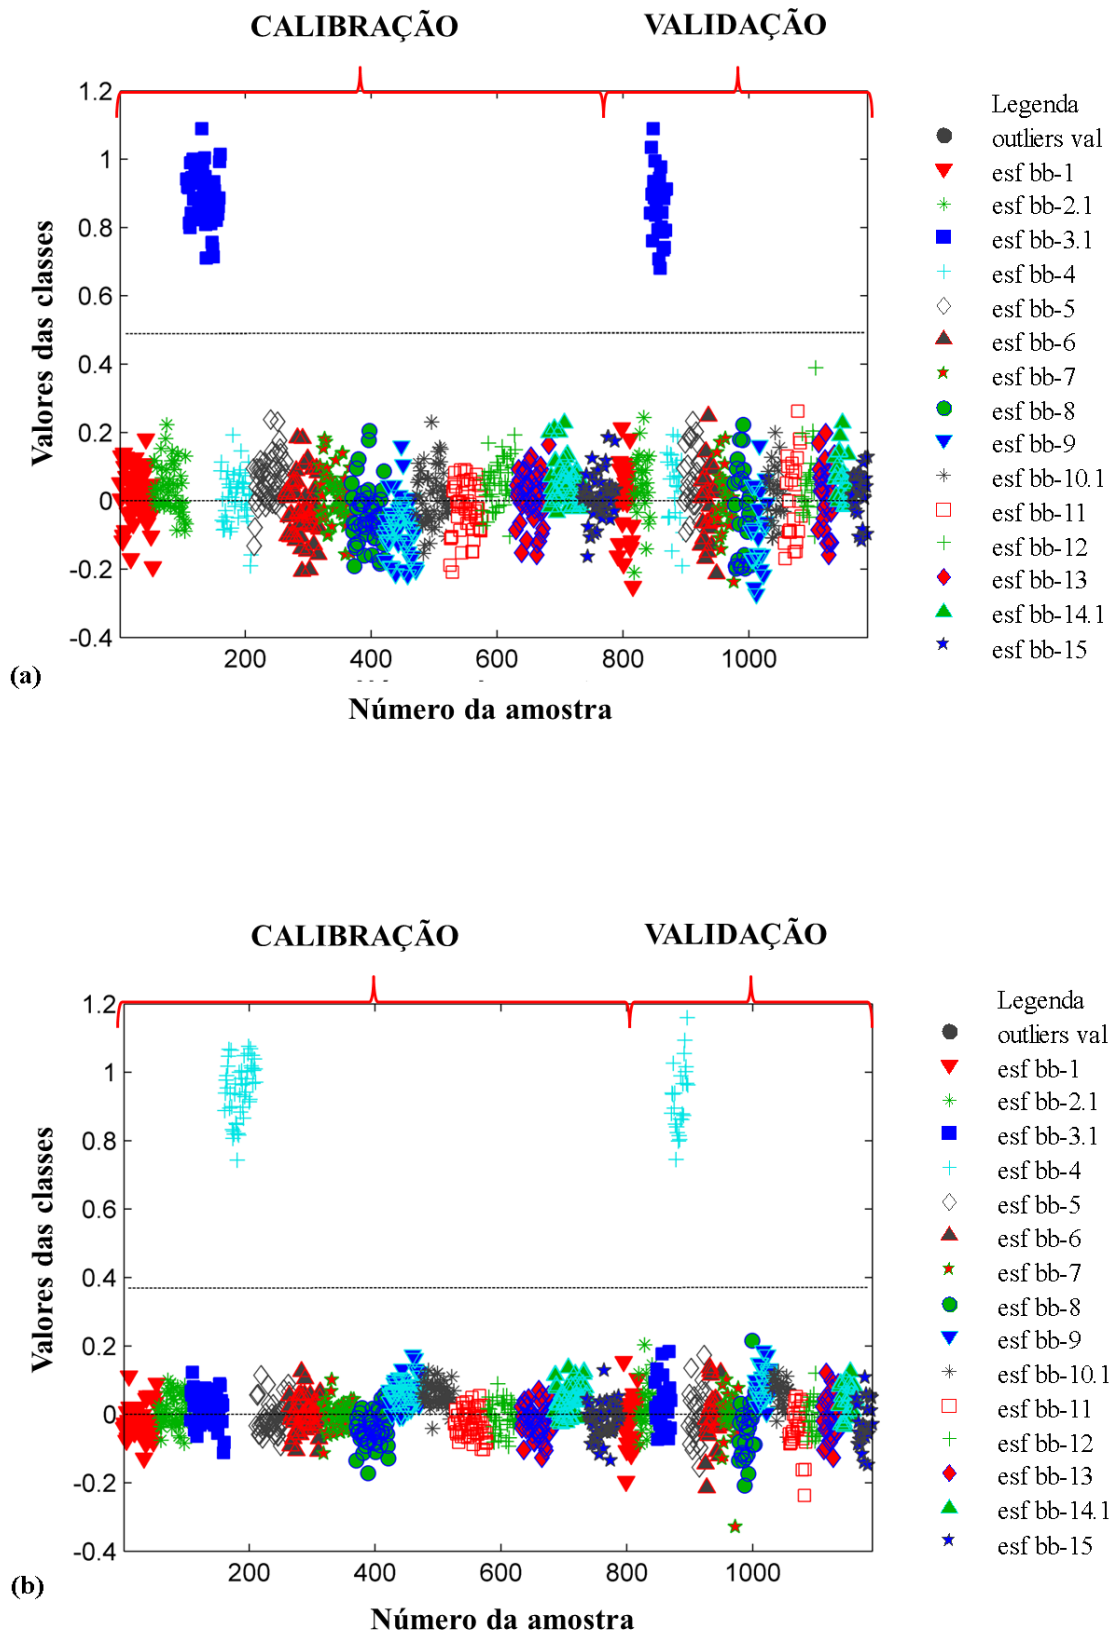 CALIBRAÇÃO VALIDAÇÃO
1.2
1
0.8
0.6
0.4
0.2
0
-0.2
-0.4
Valores das classes
200 400 600 800 1000
Número da amostra
(a)
Legenda
outliers val
esf bb-1
esf bb-2.1
esf bb-3.1
esf bb-4
esf bb-5
esf bb-6
esf bb-7
esf bb-8
esf bb-9
esf bb-10.1
esf bb-11
esf bb-12
esf bb-13
esf bb-14.1
esf bb-15
CALIBRAÇÃO VALIDAÇÃO
1.2
1
0.8
0.6
0.4
0.2
0
-0.2
-0.4
Valores das classes
200 400 600 800 1000
Número da amostra
(b)
Legenda
outliers val
esf bb-1
esf bb-2.1
esf bb-3.1
esf bb-4
esf bb-5
esf bb-6
esf bb-7
esf bb-8
esf bb-9
esf bb-10.1
esf bb-11
esf bb-12
esf bb-13
esf bb-14.1
esf bb-15